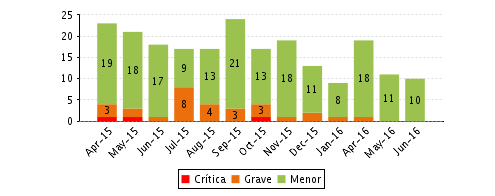 25
20
15
10
5
0
19 18 17 9 13 21 13 18 11 8 18 11 10
3 8 4 3 3
Apr-15 May-15 Jun-15 Jul-15 Aug-15 Sep-15 Oct-15 Nov-15 Dec-15 Jan-16 Apr-16 May-16 Jun-16
Crítica Grave Menor